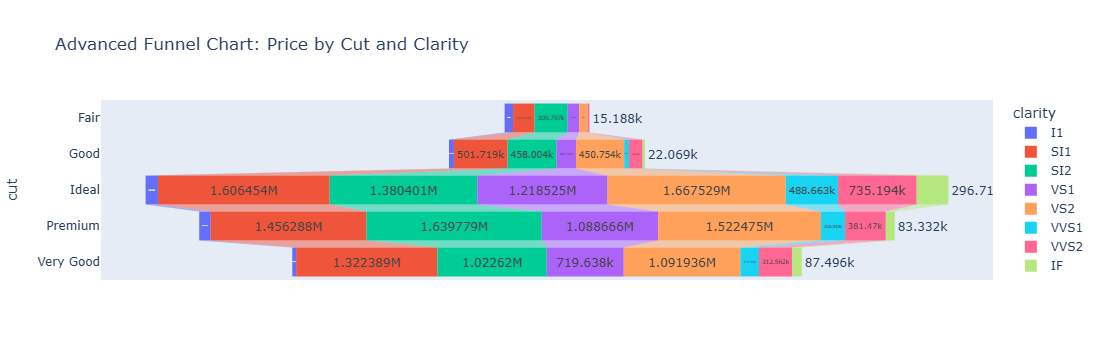 Advanced Funnel Chart: Price by Cut and Clarity
clarity
I1
SI1
SI2
VS1
VS2
VVS1
VVS2
IF
cut
Fair 309.797k 15.188k
Good 501.719k 458.004k 450.754k 22.069k
Ideal 1.606454M 1.380401M 1.218525M 1.667529M 488.663k 735.194k 296.71
Premium 1.456288M 1.639779M 1.088666M 1.522475M 381.47k 83.332k
Very Good 1.322389M 1.02262M 719.638k 1.091936M 312.562k 87.496k